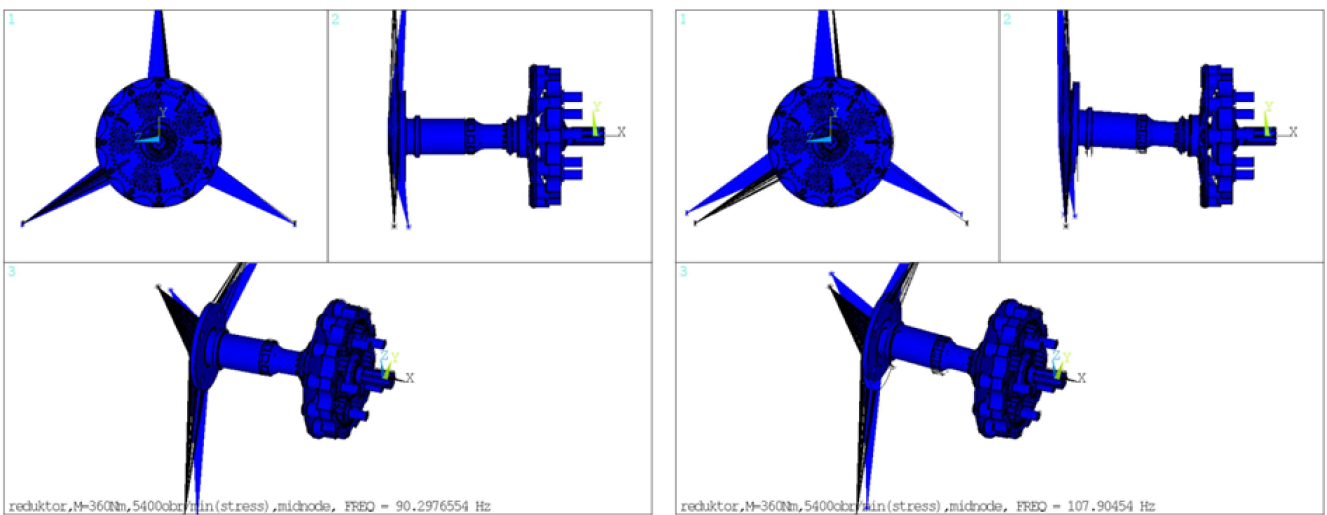 1
2
Y
Z
Y
X
3
Z Y
X
reduktor,M=360Nm,5400obr/min(stress),midnode, FREQ = 90.2976554 Hz
1
2
Y
Z
Y
X
3
Z Y
X
reduktor,M=360Nm,5400obr/min(stress),midnode, FREQ = 107.90454 Hz